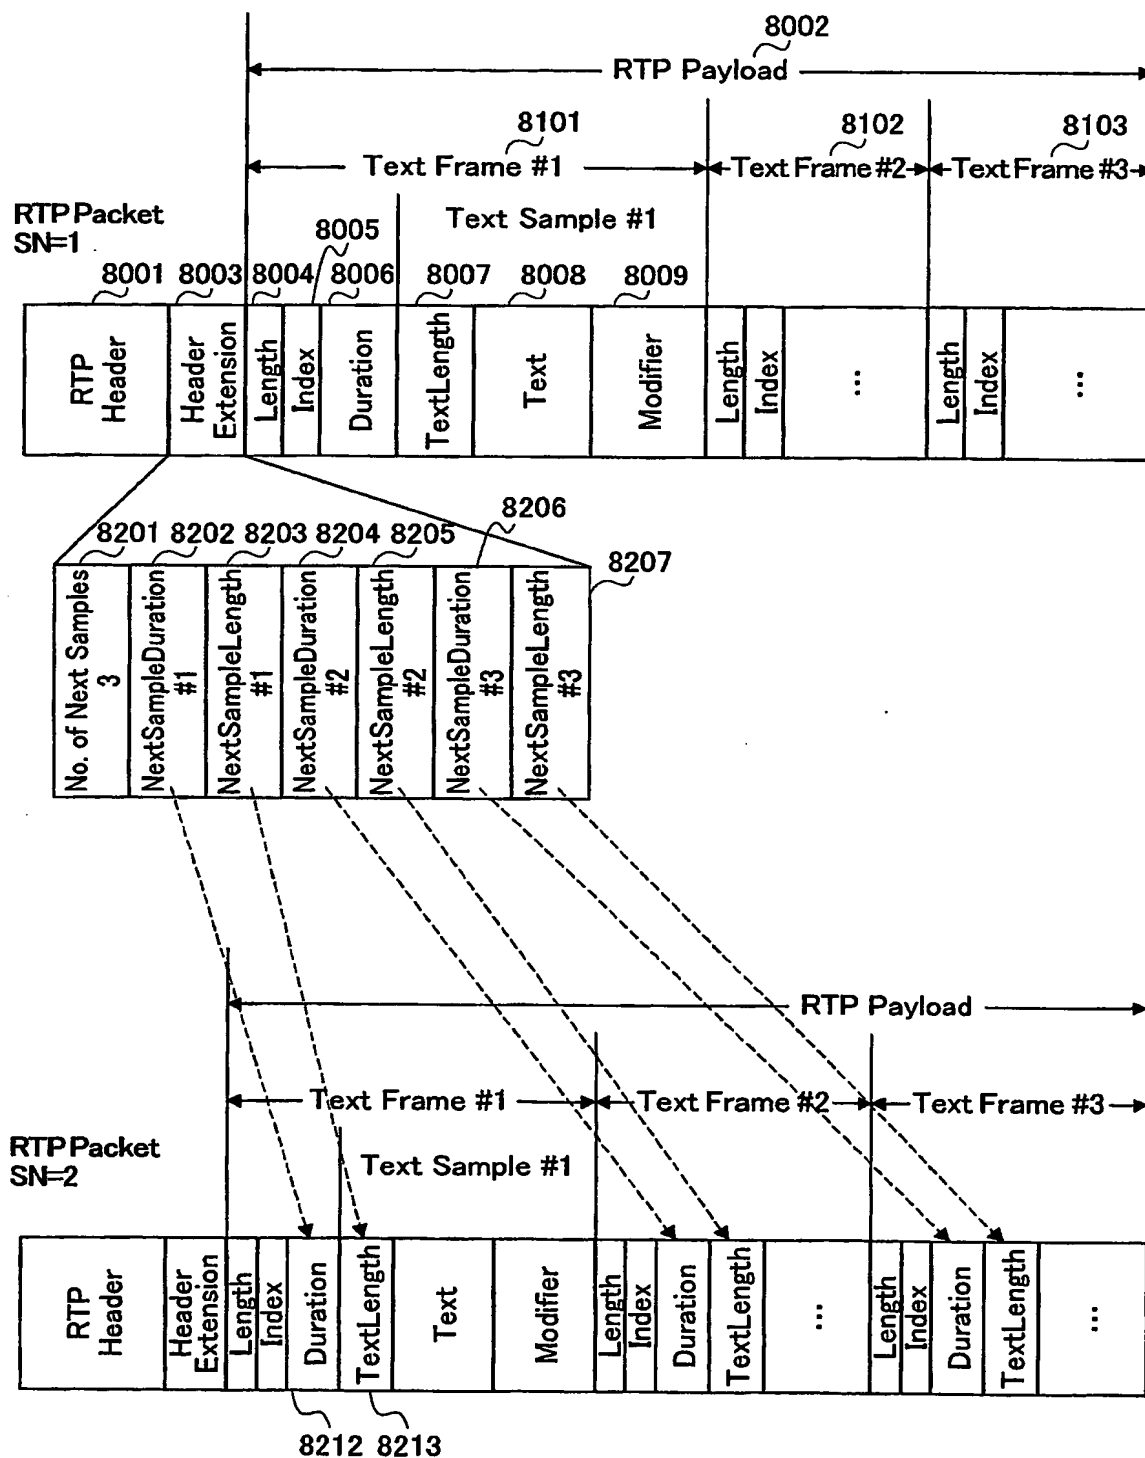 8002
RTP Payload
8101
8102
8103
Text Frame #1
Text Frame #2
Text Frame #3
RTP Packet
SN=1
Text Sample #1
8005
8001
8003
8004
8006
8007
8008
8009
RTP
Header
Header
Extension
Length
Index
Duration
TextLength
Text
Modifier
Length
Index
...
Length
Index
...
8206
8201
8202
8203
8204
8205
8207
No. of Next Samples
3
NextSampleDuration
#1
NextSampleLength
#1
NextSampleDuration
#2
NextSampleLength
#2
NextSampleDuration
#3
NextSampleLength
#3
RTP Payload
Text Frame #1
Text Frame #2
Text Frame #3
RTP Packet
SN=2
Text Sample #1
RTP
Header
Header
Extension
Length
Index
Duration
TextLength
Text
Modifier
Length
Index
Duration
TextLength
...
Length
Index
Duration
TextLength
...
8212
8213